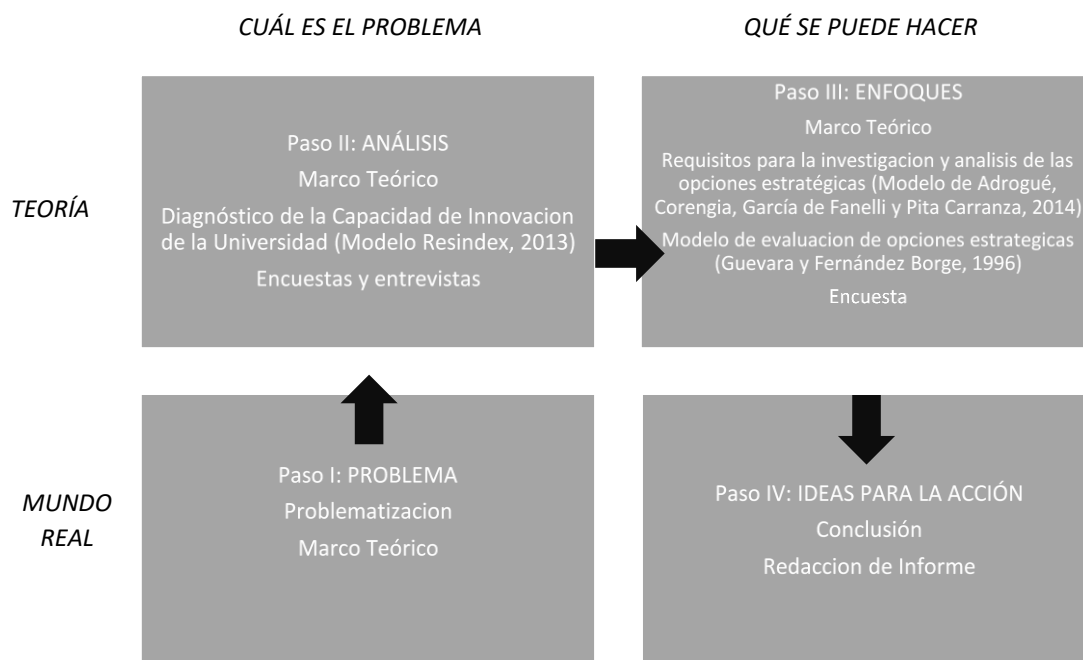 CUÁL ES EL PROBLEMA
QUÉ SE PUEDE HACER
TEORÍA
Paso II: ANÁLISIS
Marco Teórico
Diagnóstico de la Capacidad de Innovacion
de la Universidad (Modelo Resindex, 2013)
Encuestas y entrevistas
Paso III: ENFOQUES
Marco Teórico
Requisitos para la investigacion y analisis de las
opciones estratégicas (Modelo de Adrogué,
Corengia, García de Fanelli y Pita Carranza, 2014)
Modelo de evaluacion de opciones estrategicas
(Guevara y Fernández Borge, 1996)
Encuesta
MUNDO
REAL
Paso I: PROBLEMA
Problematizacion
Marco Teórico
Paso IV: IDEAS PARA LA ACCIÓN
Conclusión
Redaccion de Informe